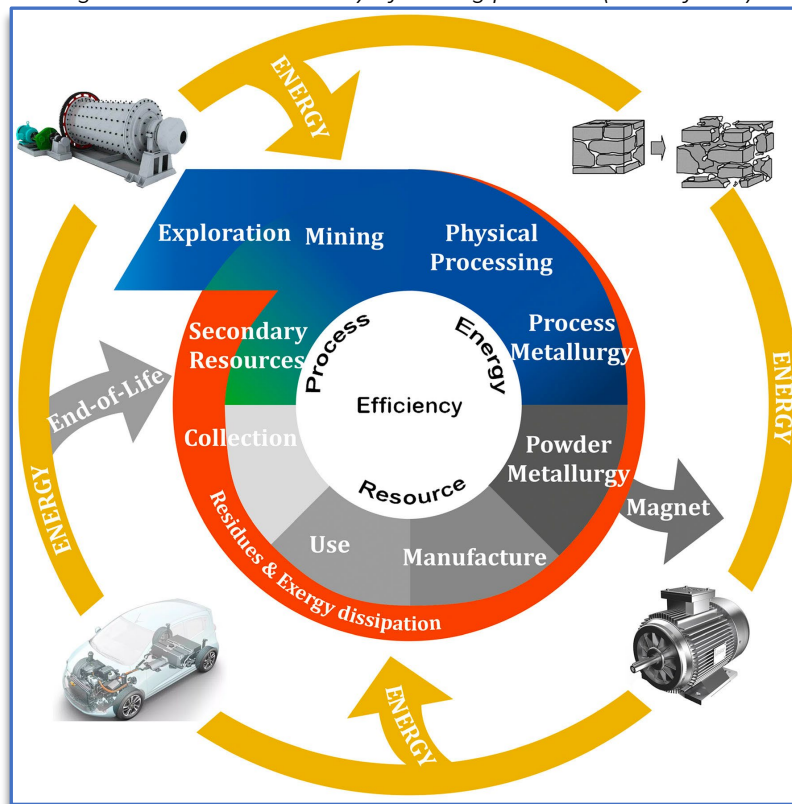 ENERGY
Exploration
Mining
Physical
Processing
Secondary
Resources
Process
Energy
Process
Metallurgy
ENERGY
End-of-Life
Efficiency
Collection
Powder
Metallurgy
Resource
Magnet
ENERGY
Use
Manufacture
Residues & Exergy dissipation
ENERGY